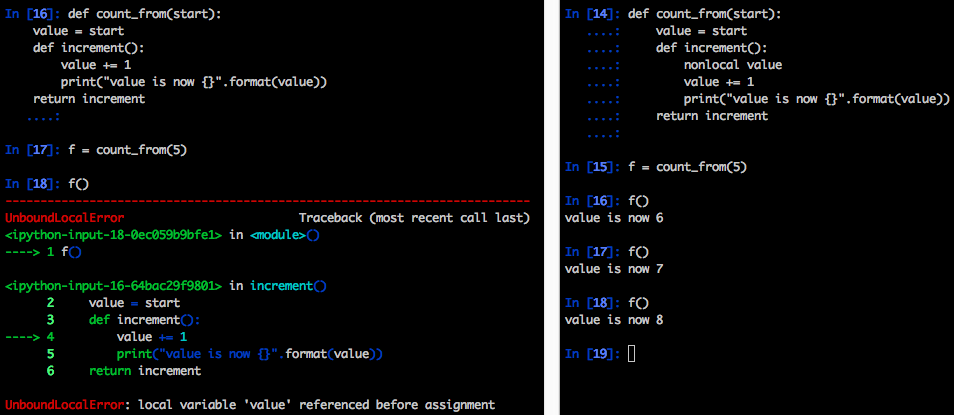 In [16]: def count_from(start):
    value = start
    def increment():
        value += 1
        print("value is now {}".format(value))
    return increment
   ....:
In [17]: f = count_from(5)
In [18]: f()
---------------------------------------------------------------------------
UnboundLocalError                         Traceback (most recent call last)
<ipython-input-18-0ec059b9bfe1> in <module>()
----> 1 f()
<ipython-input-16-64bac29f9801> in increment()
      2     value = start
      3     def increment():
----> 4         value += 1
      5         print("value is now {}".format(value))
      6     return increment
UnboundLocalError: local variable 'value' referenced before assignment
In [14]: def count_from(start):
   ....:     value = start
   ....:     def increment():
   ....:         nonlocal value
   ....:         value += 1
   ....:         print("value is now {}".format(value))
   ....:     return increment
   ....:
In [15]: f = count_from(5)
In [16]: f()
value is now 6
In [17]: f()
value is now 7
In [18]: f()
value is now 8
In [19]: